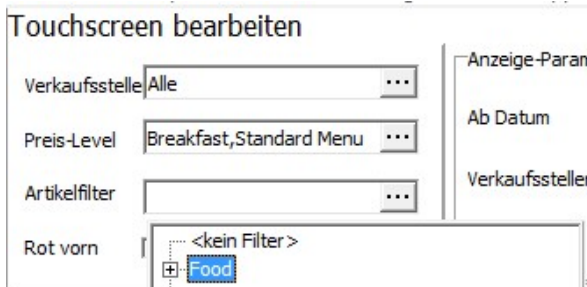 Touchscreen bearbeiten
Verkaufsstelle Alle ...
Preis-Level Breakfast,Standard Menu ...
Artikelfilter ...
Rot vorn
<kein Filter>
Food
Anzeige-Param
Ab Datum
Verkaufsstellen